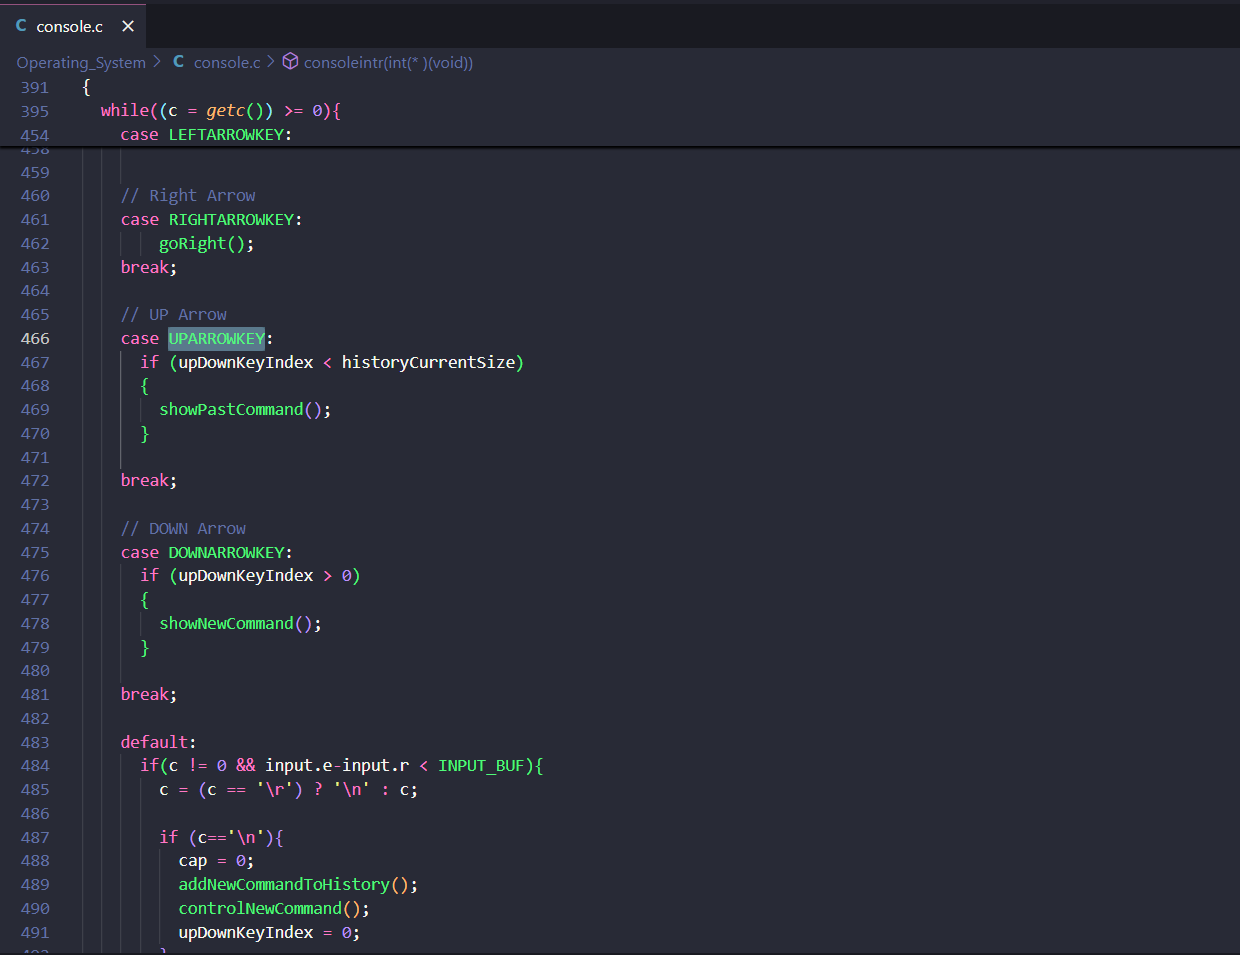 C console.c ×
Operating_System > C console.c > consoleintr(int(* )(void))
391 {
395 while((c = getc()) >= 0){
454 case LEFTARROWKEY:
458
459
460 // Right Arrow
461 case RIGHTARROWKEY:
462 goRight();
463 break;
464
465 // UP Arrow
466 case UPARROWKEY:
467 if (upDownKeyIndex < historyCurrentSize)
468 {
469 showPastCommand();
470 }
471
472 break;
473
474 // DOWN Arrow
475 case DOWNARROWKEY:
476 if (upDownKeyIndex > 0)
477 {
478 showNewCommand();
479 }
480
481 break;
482
483 default:
484 if(c != 0 && input.e-input.r < INPUT_BUF){
485 c = (c == '\r') ? '\n' : c;
486
487 if (c=='\n'){
488 cap = 0;
489 addNewCommandToHistory();
490 controlNewCommand();
491 upDownKeyIndex = 0;